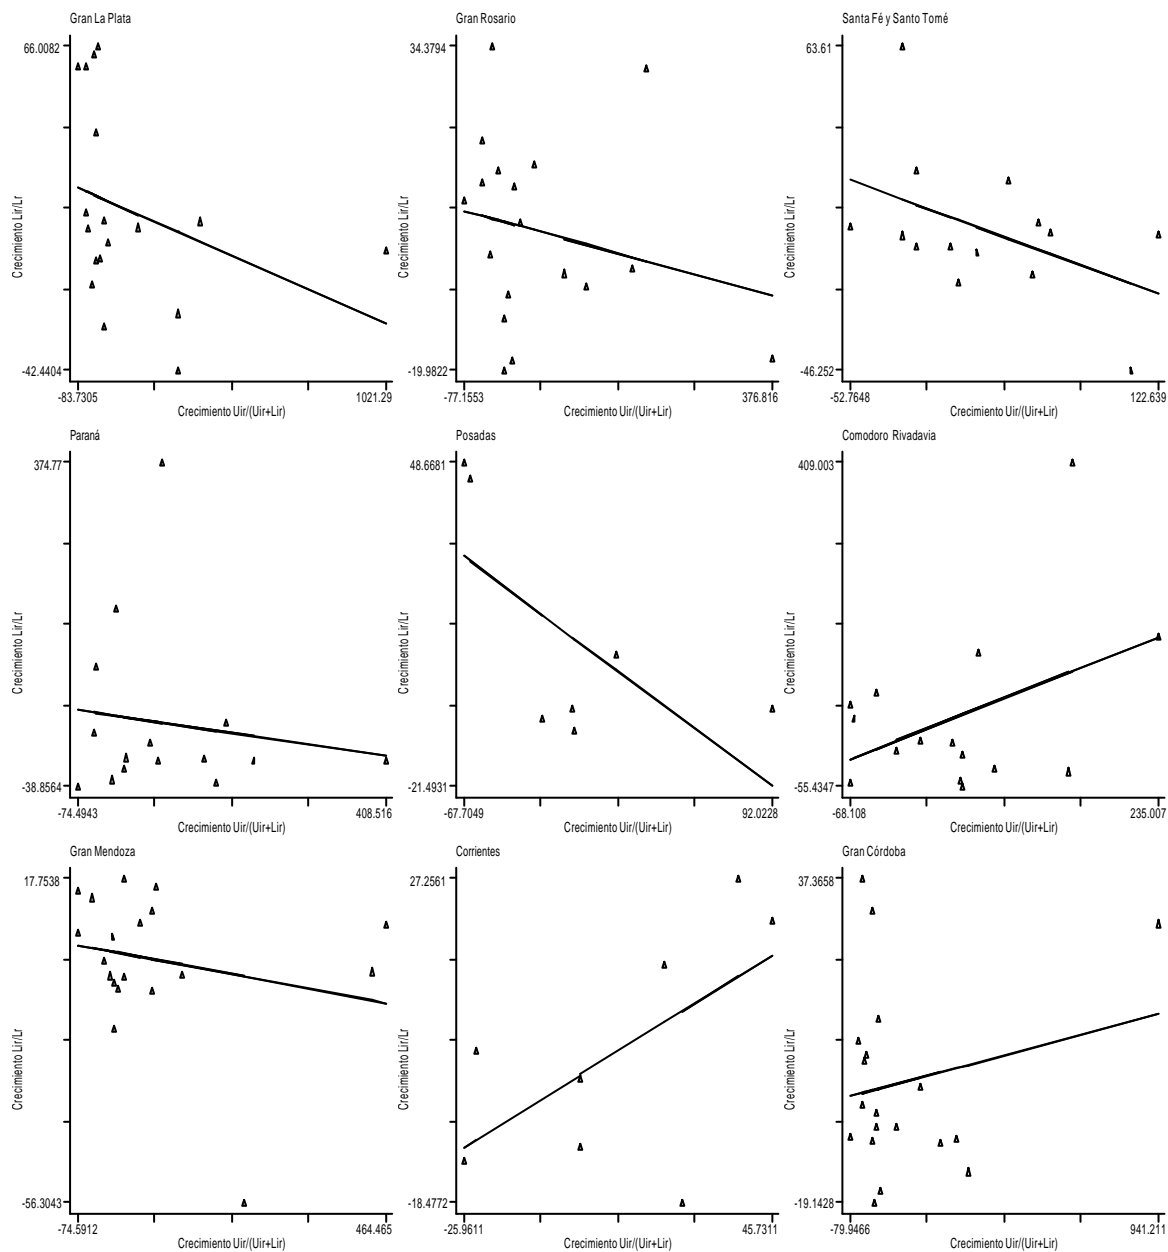 Gran La Plata
66.0082
Crecimiento Lir/Lr
-42.4404
-83.7305
1021.29
Crecimiento Uir/(Uir+Lir)
Gran Rosario
34.3794
Crecimiento Lir/Lr
-19.9822
-77.1553
376.816
Crecimiento Uir/(Uir+Lir)
Santa Fé y Santo Tomé
63.61
Crecimiento Lir/Lr
-46.252
-52.7648
122.639
Crecimiento Uir/(Uir+Lir)
Paraná
374.77
Crecimiento Lir/Lr
-38.8564
-74.4943
408.516
Crecimiento Uir/(Uir+Lir)
Posadas
48.6681
Crecimiento Lir/Lr
-21.4931
-67.7049
92.0228
Crecimiento Uir/(Uir+Lir)
Comodoro Rivadavia
409.003
Crecimiento Lir/Lr
-55.4347
-68.108
235.007
Crecimiento Uir/(Uir+Lir)
Gran Mendoza
17.7538
Crecimiento Lir/Lr
-56.3043
-74.5912
464.465
Crecimiento Uir/(Uir+Lir)
Corrientes
27.2561
Crecimiento Lir/Lr
-18.4772
-25.9611
45.7311
Crecimiento Uir/(Uir+Lir)
Gran Córdoba
37.3658
Crecimiento Lir/Lr
-19.1428
-79.9466
941.211
Crecimiento Uir/(Uir+Lir)